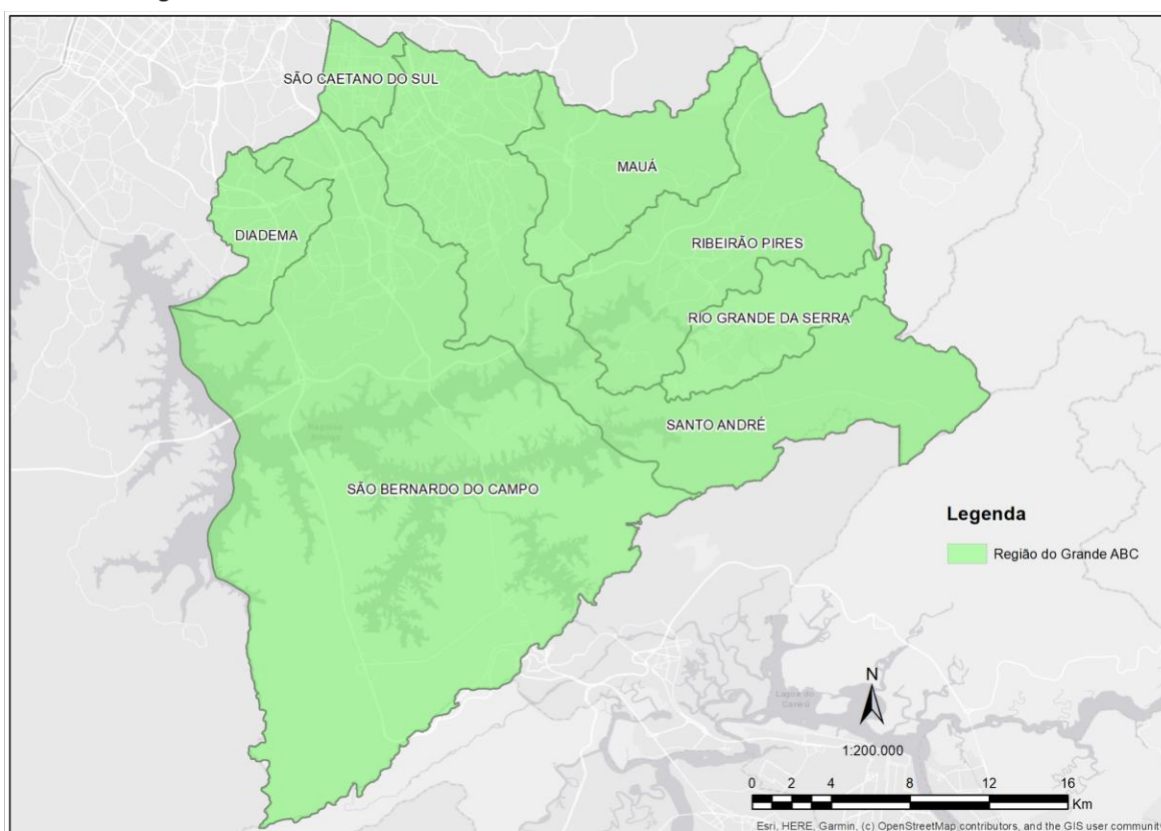 SÃO CAETANO DO SUL
MAUÁ
DIADEMA
RIBEIRÃO PIRES
RIO GRANDE DA SERRA
SANTO ANDRÉ
SÃO BERNARDO DO CAMPO
Legenda
Região do Grande ABC
N
1:200.000
0 2 4 8 12 16
Km
Esri, HERE, Garmin, (c) OpenStreetMap contributors, and the GIS user community